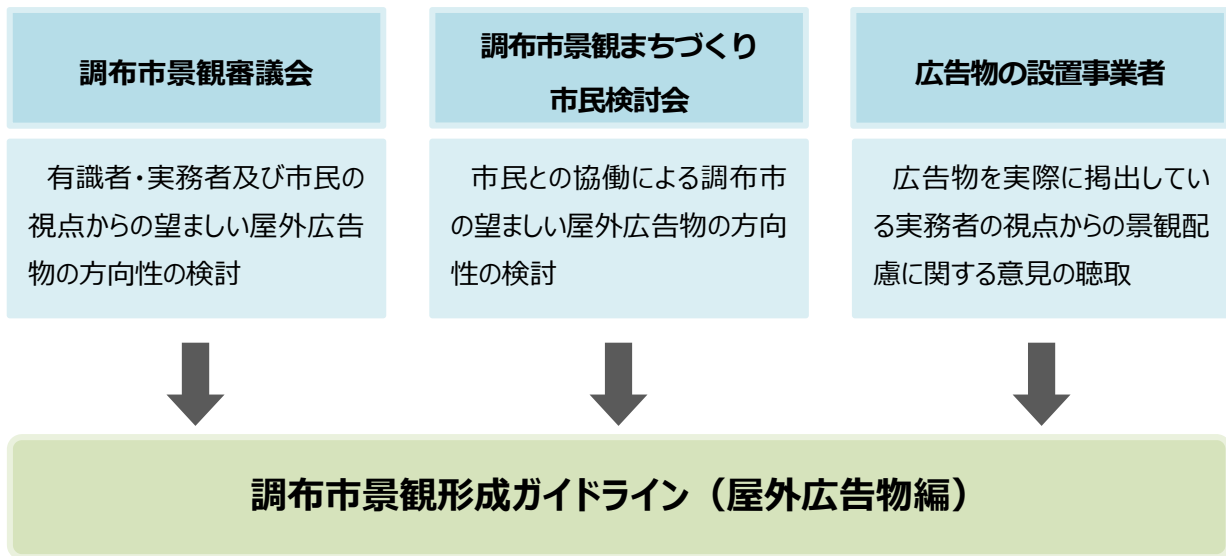 調布市景観審議会
有識者・実務者及び市民の
視点からの望ましい屋外広告
物の方向性の検討
調布市景観まちづくり
市民検討会
市民との協働による調布市
の望ましい屋外広告物の方向
性の検討
広告物の設置事業者
広告物を実際に掲出してい
る実務者の視点からの景観配
慮に関する意見の聴取
調布市景観形成ガイドライン（屋外広告物編）